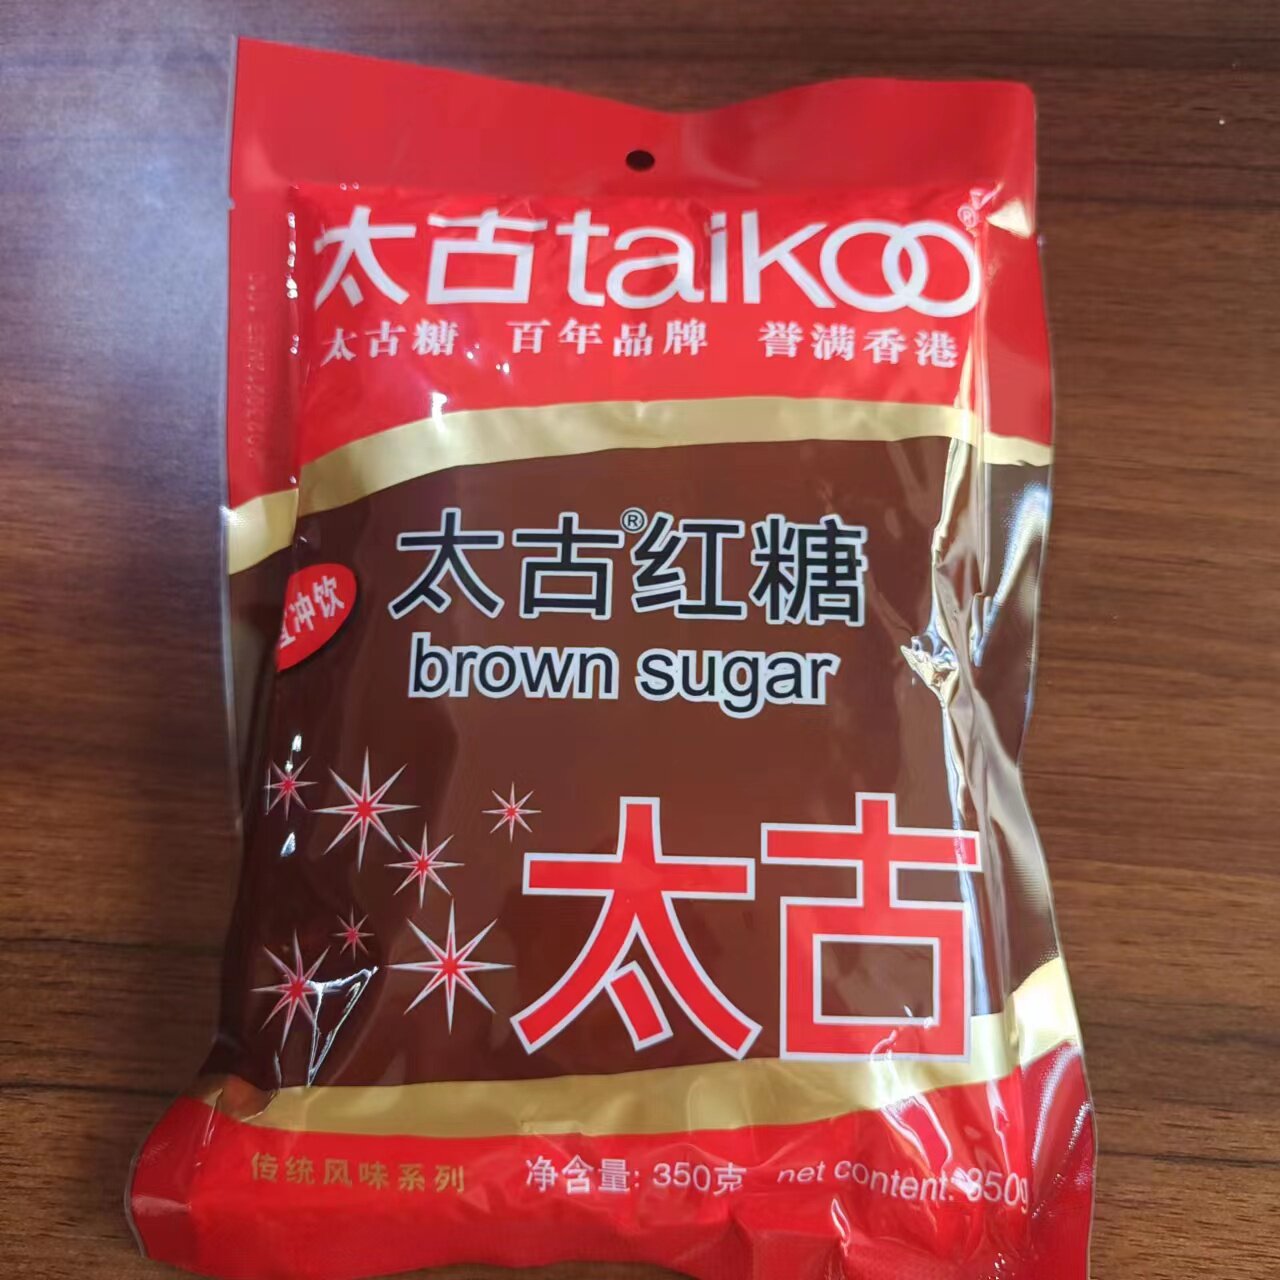 太古taikoo®
太古糖 百年品牌 誉满香港
太古®红糖
冲饮
brown sugar
太古
传统风味系列 净含量: 350克 net content: 350g